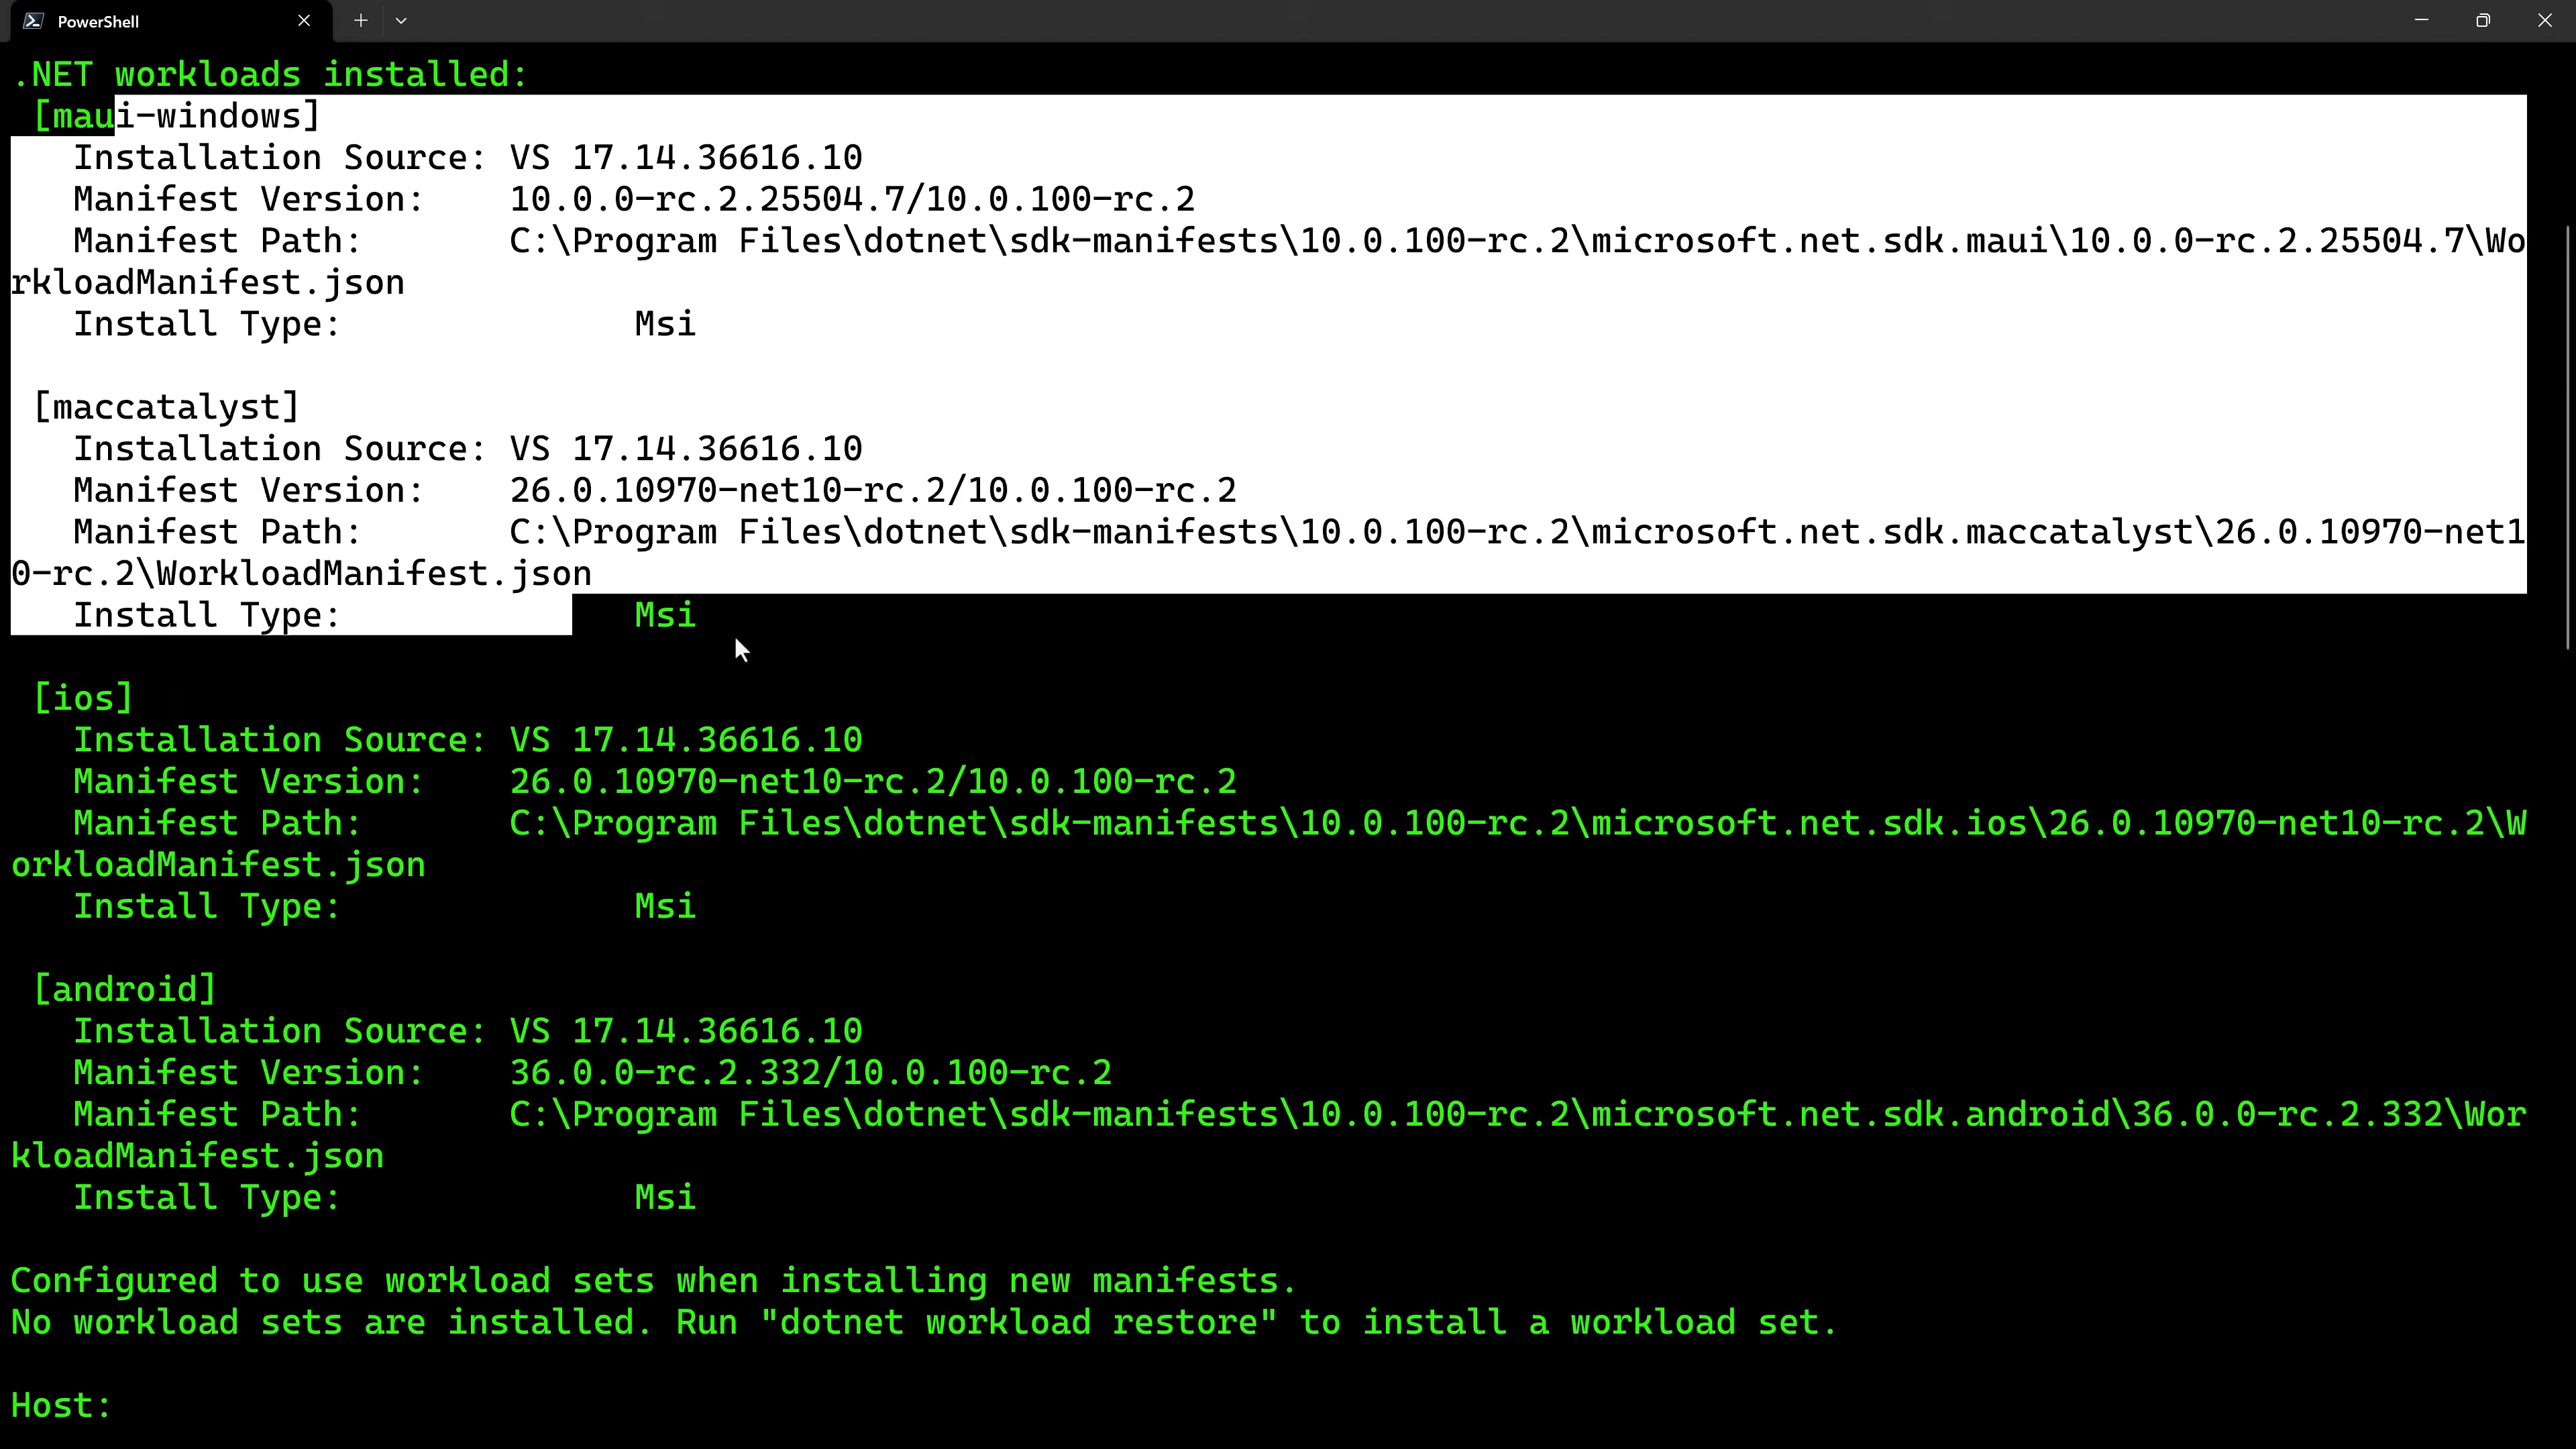 PowerShell
.NET workloads installed:
[maui-windows]
Installation Source: VS 17.14.36616.10
Manifest Version: 10.0.0-rc.2.25504.7/10.0.100-rc.2
Manifest Path: C:\Program Files\dotnet\sdk-manifests\10.0.100-rc.2\microsoft.net.sdk.maui\10.0.0-rc.2.25504.7\Wo
rkloadManifest.json
Install Type: Msi
[maccatalyst]
Installation Source: VS 17.14.36616.10
Manifest Version: 26.0.10970-net10-rc.2/10.0.100-rc.2
Manifest Path: C:\Program Files\dotnet\sdk-manifests\10.0.100-rc.2\microsoft.net.sdk.maccatalyst\26.0.10970-net1
0-rc.2\WorkloadManifest.json
Install Type: Msi
[ios]
Installation Source: VS 17.14.36616.10
Manifest Version: 26.0.10970-net10-rc.2/10.0.100-rc.2
Manifest Path: C:\Program Files\dotnet\sdk-manifests\10.0.100-rc.2\microsoft.net.sdk.ios\26.0.10970-net10-rc.2\W
orkloadManifest.json
Install Type: Msi
[android]
Installation Source: VS 17.14.36616.10
Manifest Version: 36.0.0-rc.2.332/10.0.100-rc.2
Manifest Path: C:\Program Files\dotnet\sdk-manifests\10.0.100-rc.2\microsoft.net.sdk.android\36.0.0-rc.2.332\Wor
kloadManifest.json
Install Type: Msi
Configured to use workload sets when installing new manifests.
No workload sets are installed. Run "dotnet workload restore" to install a workload set.
Host: